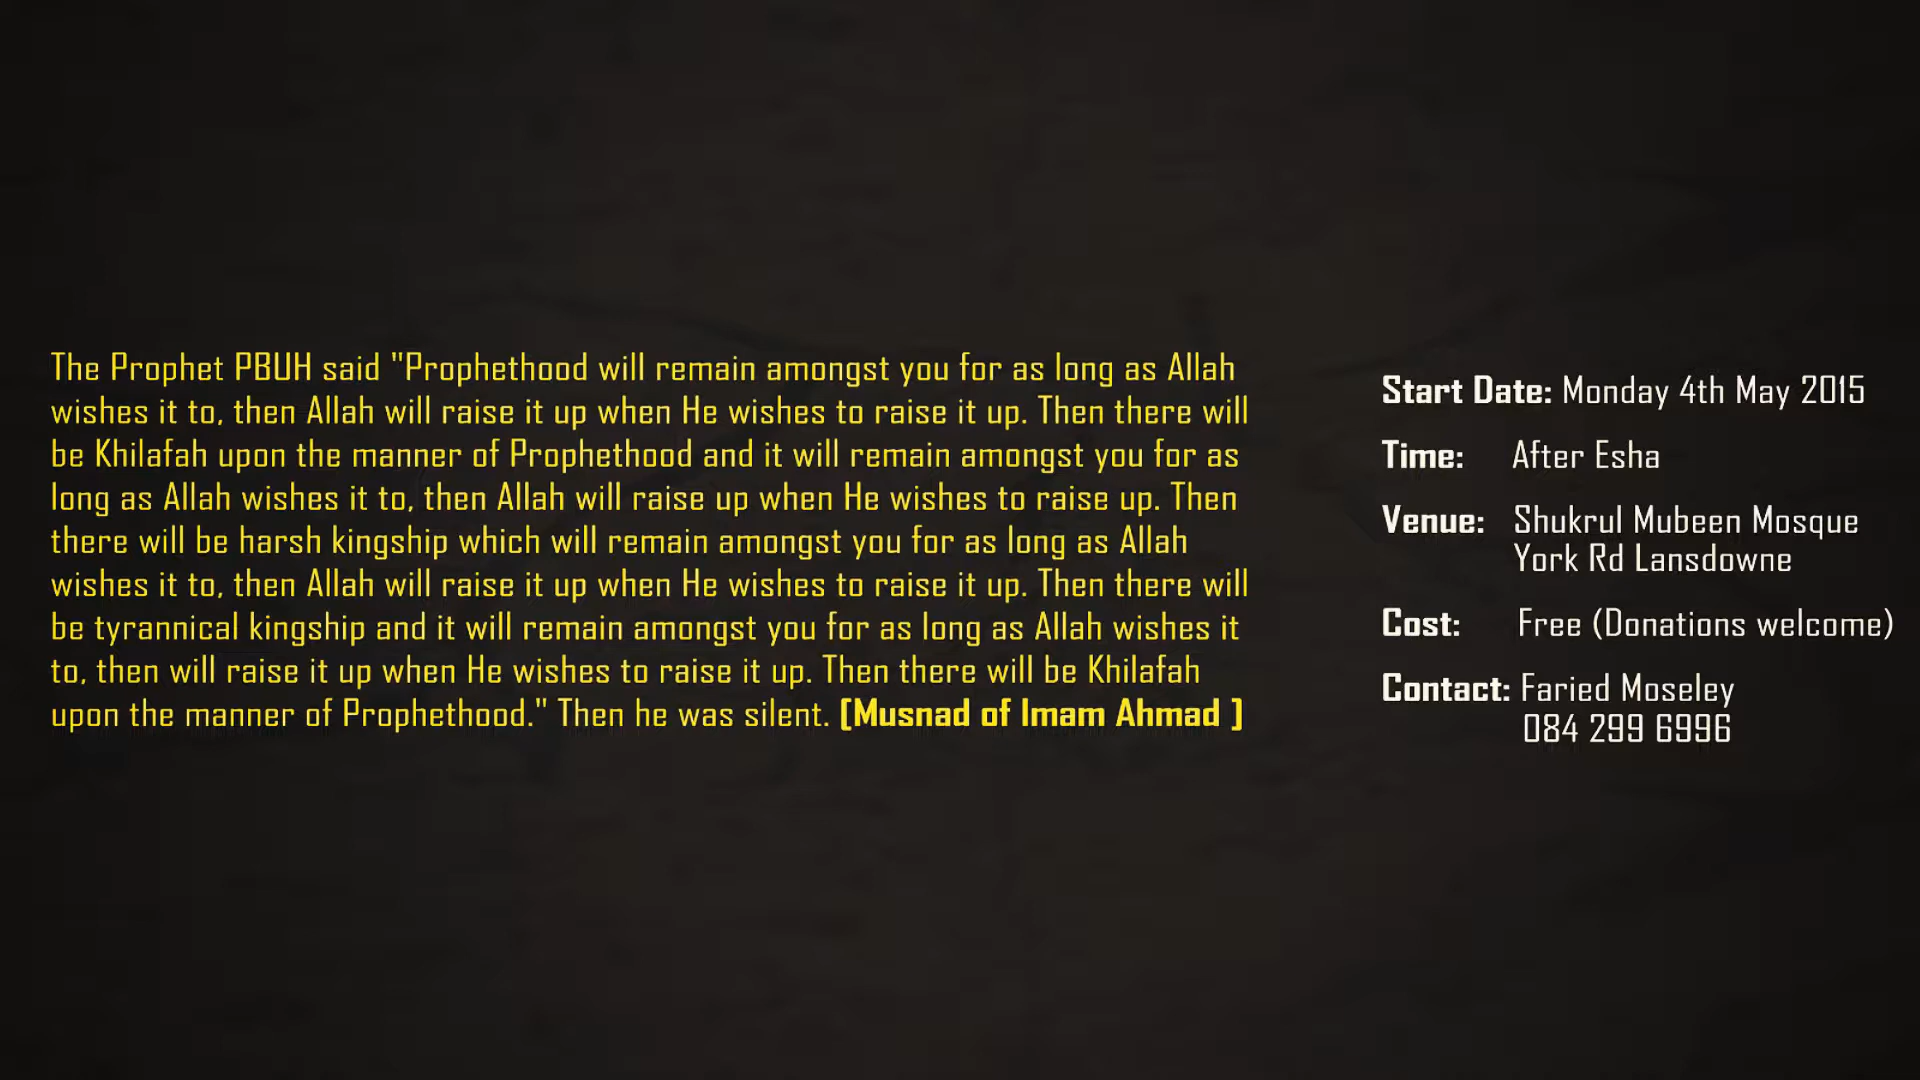 The Prophet PBUH said "Prophethood will remain amongst you for as long as Allah
wishes it to, then Allah will raise it up when He wishes to raise it up. Then there will
be Khilafah upon the manner of Prophethood and it will remain amongst you for as
long as Allah wishes it to, then Allah will raise up when He wishes to raise up. Then
there will be harsh kingship which will remain amongst you for as long as Allah
wishes it to, then Allah will raise it up when He wishes to raise it up. Then there will
be tyrannical kingship and it will remain amongst you for as long as Allah wishes it
to, then will raise it up when He wishes to raise it up. Then there will be Khilafah
upon the manner of Prophethood." Then he was silent. [Musnad of Imam Ahmad ]
Start Date: Monday 4th May 2015
Time: After Esha
Venue: Shukrul Mubeen Mosque
York Rd Lansdowne
Cost: Free (Donations welcome)
Contact: Faried Moseley
084 299 6996